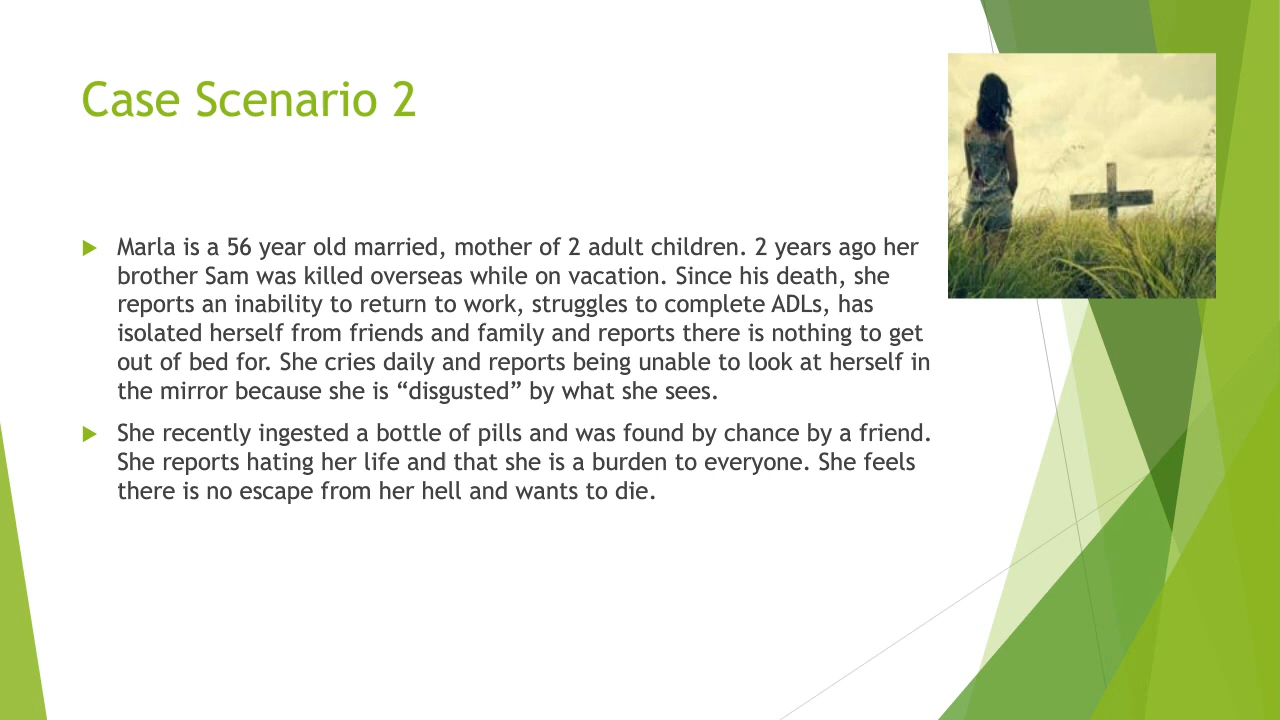 Case Scenario 2
Marla is a 56 year old married, mother of 2 adult children. 2 years ago her
brother Sam was killed overseas while on vacation. Since his death, she
reports an inability to return to work, struggles to complete ADLs, has
isolated herself from friends and family and reports there is nothing to get
out of bed for. She cries daily and reports being unable to look at herself in
the mirror because she is “disgusted” by what she sees.
She recently ingested a bottle of pills and was found by chance by a friend.
She reports hating her life and that she is a burden to everyone. She feels
there is no escape from her hell and wants to die.